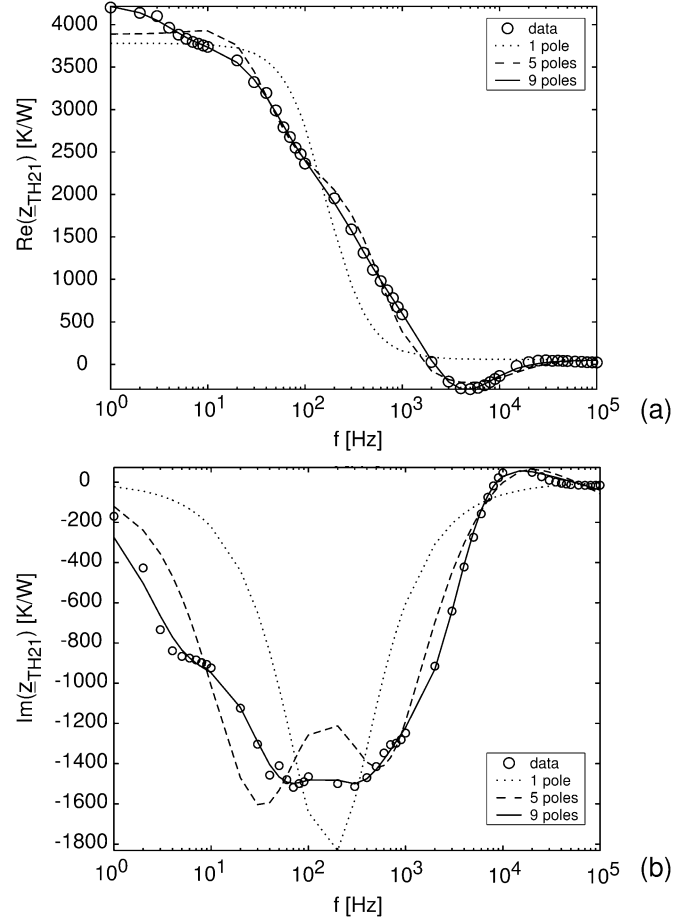 Re(z_TH21) [K/W]
4000
3500
3000
2500
2000
1500
1000
500
0
data
1 pole
5 poles
9 poles
10^0 10^1 10^2 10^3 10^4 10^5
f [Hz]
(a)
Im(z_TH21) [K/W]
0
-200
-400
-600
-800
-1000
-1200
-1400
-1600
-1800
data
1 pole
5 poles
9 poles
10^0 10^1 10^2 10^3 10^4 10^5
f [Hz]
(b)